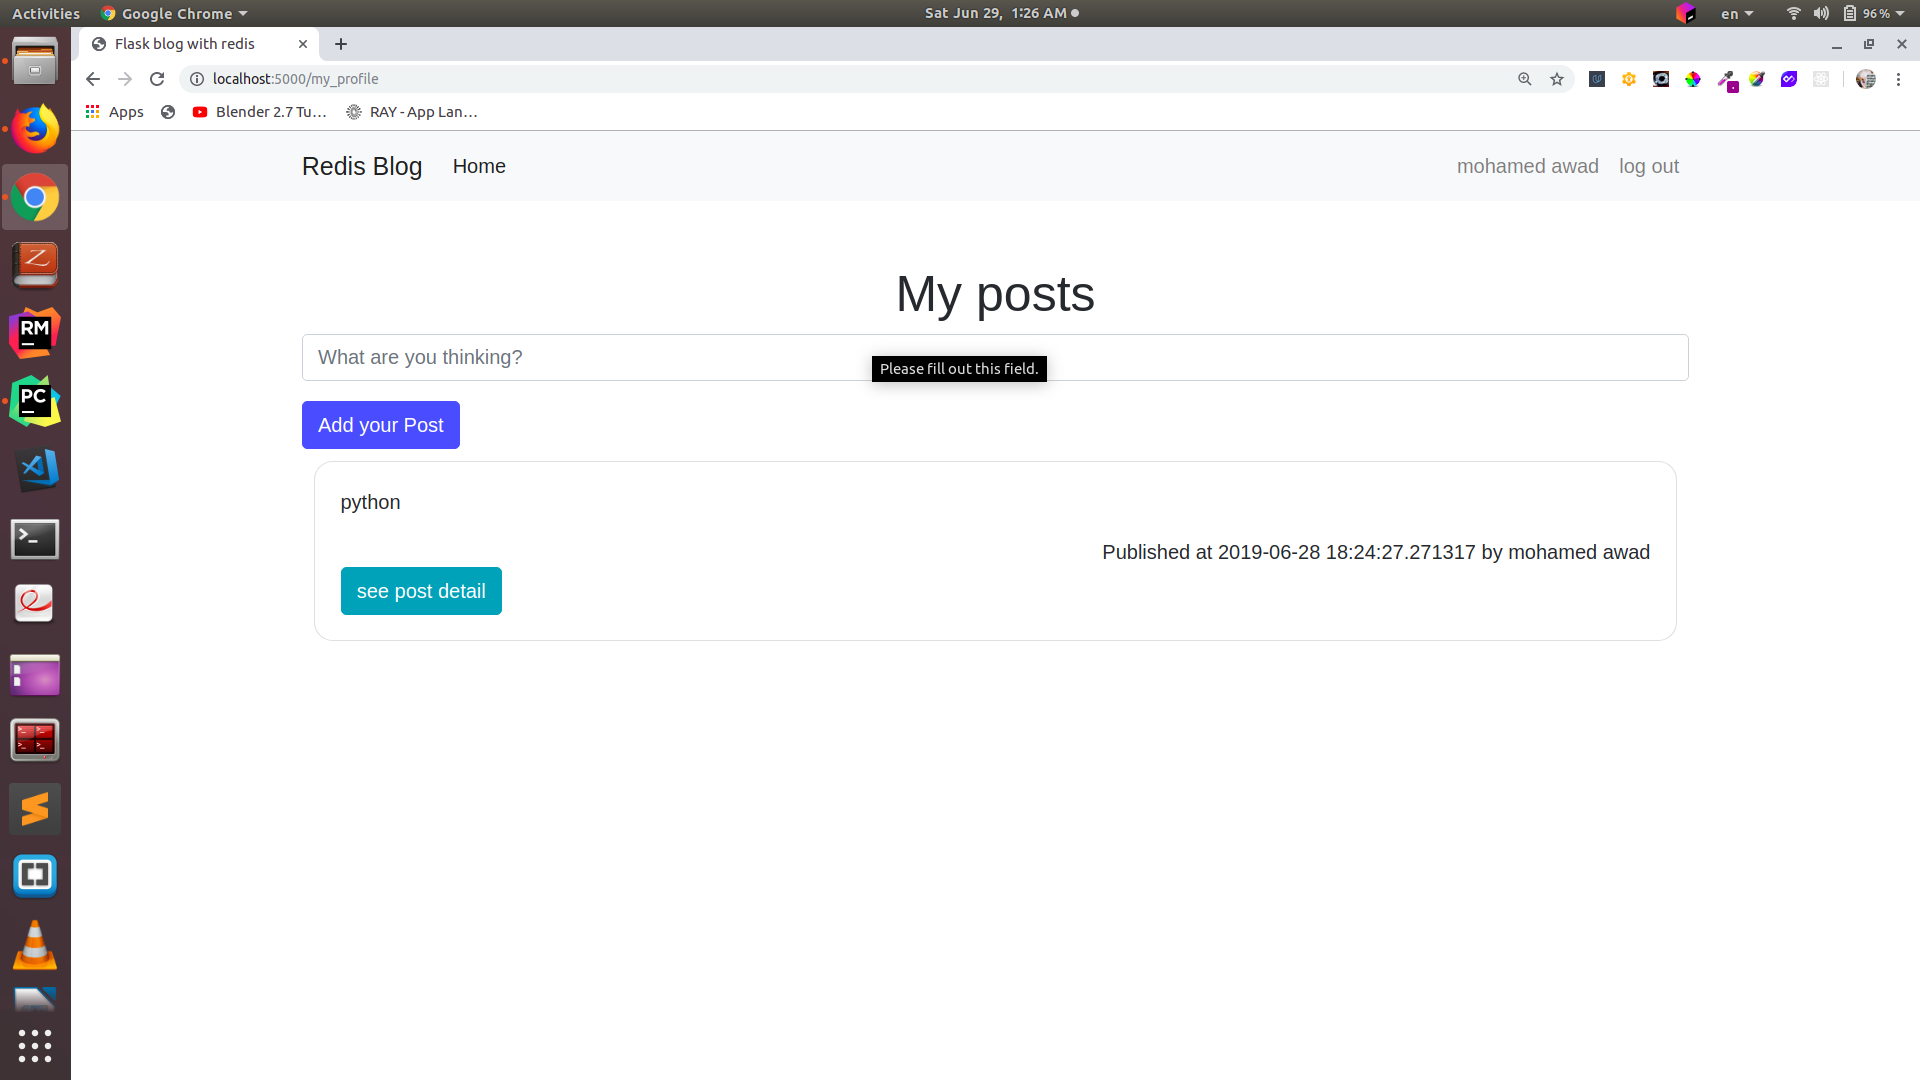 Activities Google Chrome Sat Jun 29, 1:26 AM en 96 %
Flask blog with redis
localhost:5000/my_profile
Apps Blender 2.7 Tu... RAY - App Lan...
Redis Blog Home mohamed awad log out
My posts
What are you thinking?
Please fill out this field.
Add your Post
python
Published at 2019-06-28 18:24:27.271317 by mohamed awad
see post detail
RM
PC